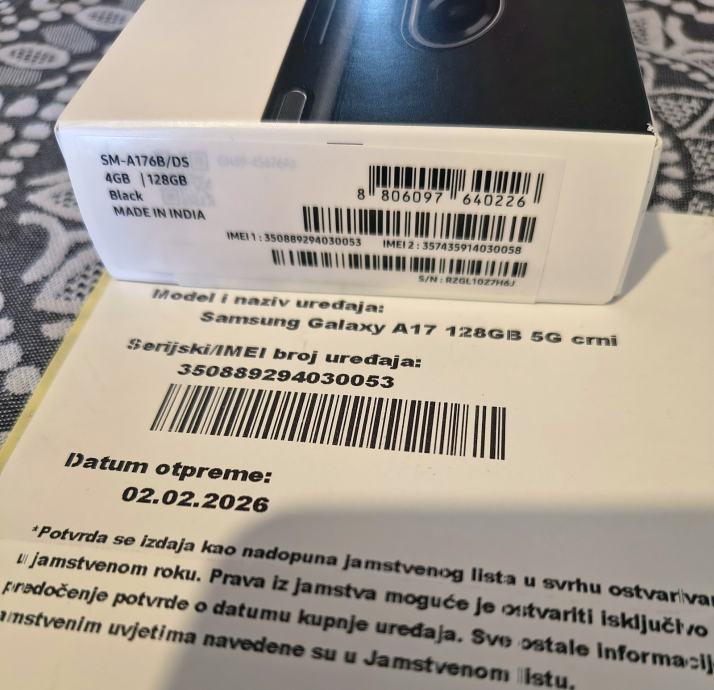 SM-A176B/DS
4GB | 128GB
Black
MADE IN INDIA
8 806097 640226
IMEI 1 : 350889294030053 IMEI 2 : 357435914030058
S/N : RZGL10Z7H6J
Model i naziv uređaja:
Samsung Galaxy A17 128GB 5G crni
Serijski/IMEI broj uređaja:
350889294030053
Datum otpreme:
02.02.2026
*Potvrda se izdaja kao nadopuna jamstvenog lista u svrhu
u jamstvenom roku. Prava iz jamstva moguće je ostvariti isključivo
predočenje potvrde o datumu kupnje uređaja. Sve ostale
jamstvenim uvjetima navedene su u Jamstvenom listu.